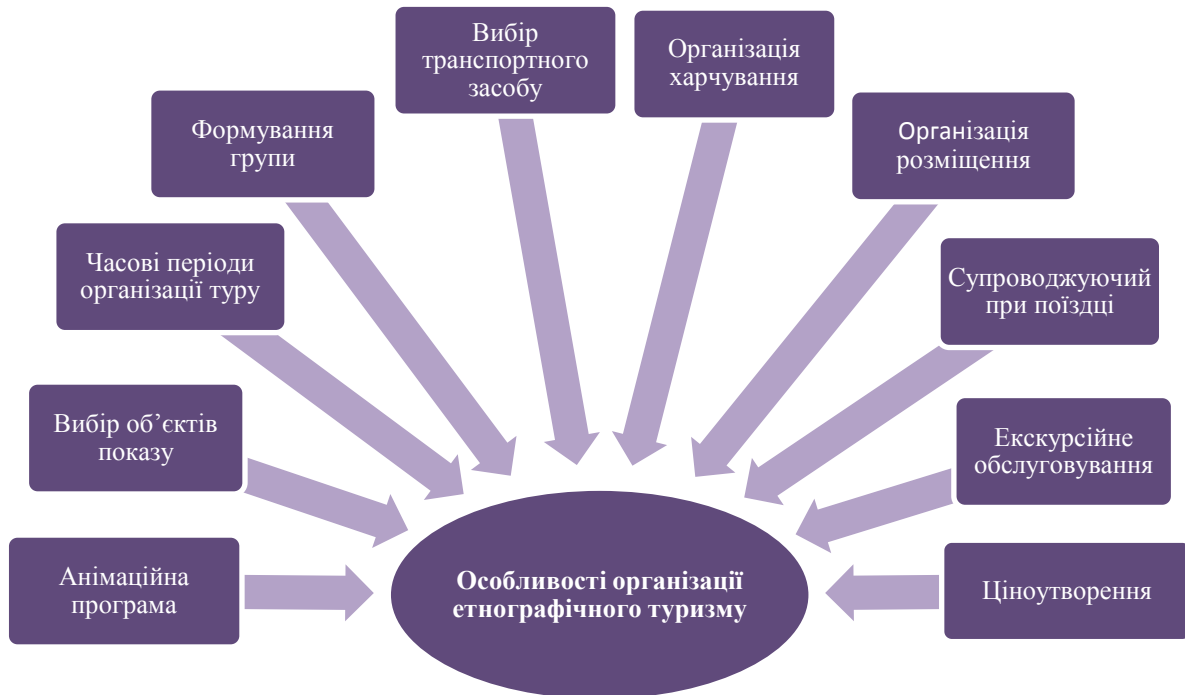 Вибір
транспортного
засобу
Організація
харчування
Формування
групи
Організація
розміщення
Часові періоди
організації туру
Супроводжуючий
при поїздці
Вибір об’єктів
показу
Екскурсійне
обслуговування
Анімаційна
програма
Особливості організації
етнографічного туризму
Ціноутворення